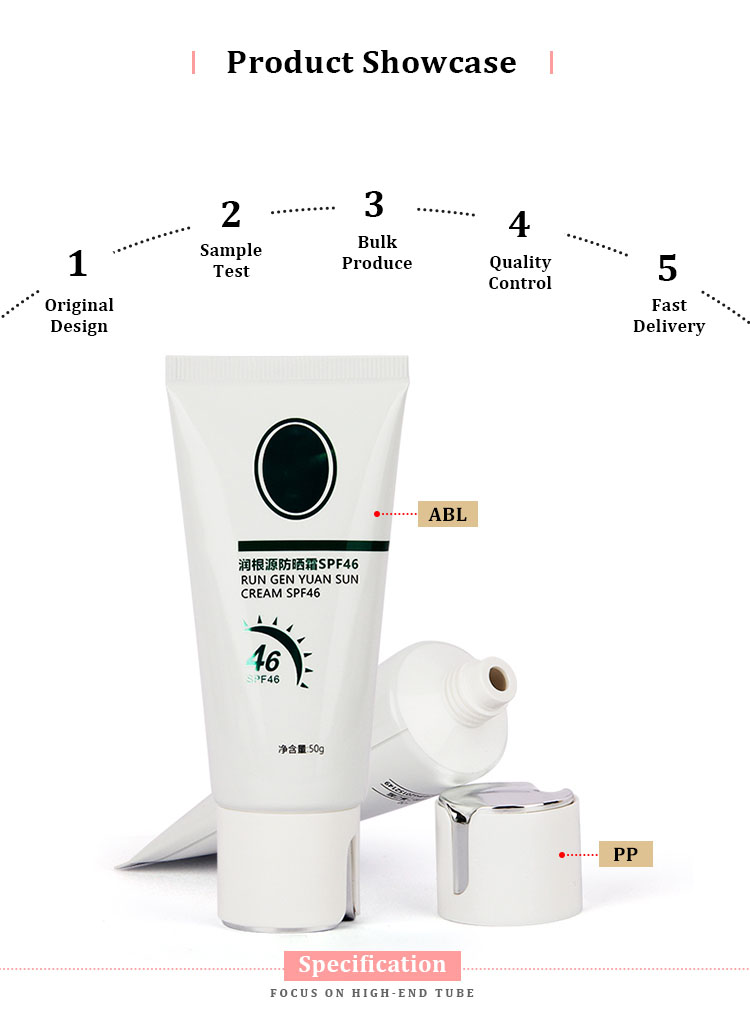 Product Showcase
1
Original
Design
2
Sample
Test
3
Bulk
Produce
4
Quality
Control
5
Fast
Delivery
ABL
润根源防晒霜SPF46
RUN GEN YUAN SUN
CREAM SPF46
46
SPF46
净含量:50g
PP
Specification
FOCUS ON HIGH-END TUBE